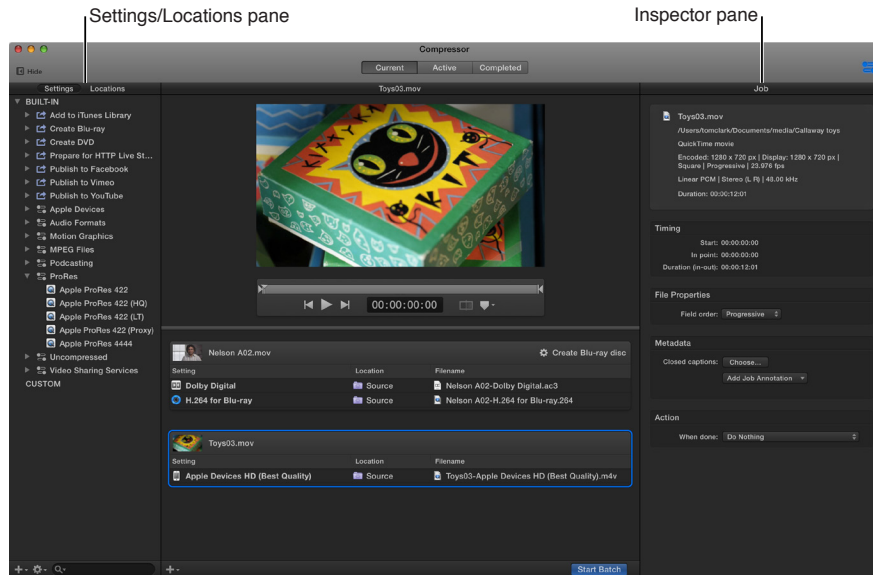 Settings/Locations pane
Inspector pane
Compressor
Hide
Current Active Completed
Settings Locations
Toys03.mov
Job
BUILT-IN
Add to iTunes Library
Create Blu-ray
Create DVD
Prepare for HTTP Live St...
Publish to Facebook
Publish to Vimeo
Publish to YouTube
Apple Devices
Audio Formats
Motion Graphics
MPEG Files
Podcasting
ProRes
Apple ProRes 422
Apple ProRes 422 (HQ)
Apple ProRes 422 (LT)
Apple ProRes 422 (Proxy)
Apple ProRes 4444
Uncompressed
Video Sharing Services
CUSTOM
KITTY KIT
KIT
00:00:00:00
Nelson A02.mov
Create Blu-ray disc
Setting Location Filename
Dolby Digital Source Nelson A02-Dolby Digital.ac3
H.264 for Blu-ray Source Nelson A02-H.264 for Blu-ray.264
Toys03.mov
Setting Location Filename
Apple Devices HD (Best Quality) Source Toys03-Apple Devices HD (Best Quality).m4v
Start Batch
Toys03.mov
/Users/tomclark/Documents/media/Callaway toys
QuickTime movie
Encoded: 1280 x 720 px | Display: 1280 x 720 px |
Square | Progressive | 23.976 fps
Linear PCM | Stereo (L R) | 48.00 kHz
Duration: 00:00:12:01
Timing
Start: 00:00:00:00
In point: 00:00:00:00
Duration (in-out): 00:00:12:01
File Properties
Field order: Progressive
Metadata
Closed captions: Choose...
Add Job Annotation
Action
When done: Do Nothing